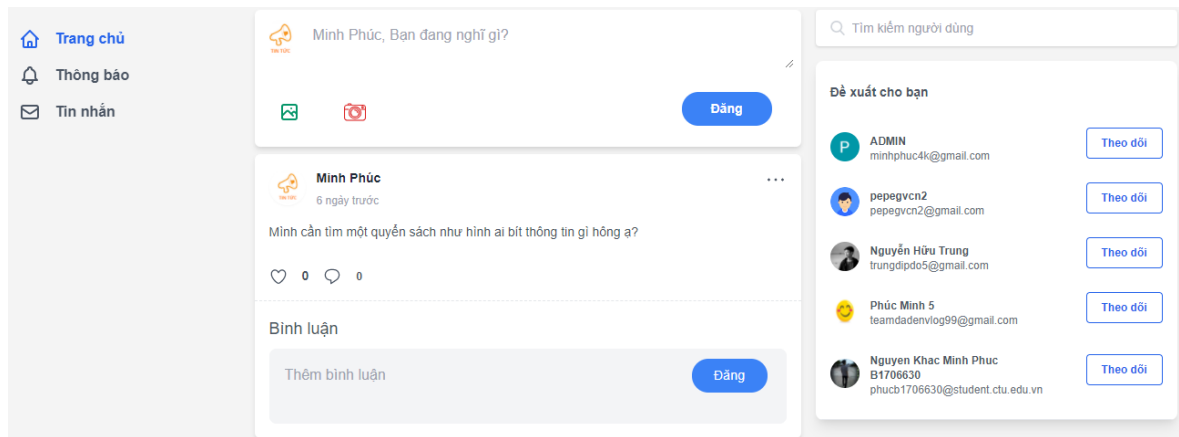 Trang chủ
Thông báo
Tin nhắn
TIN TỨC
Minh Phúc, Bạn đang nghĩ gì?
Đăng
TIN TỨC
Minh Phúc
6 ngày trước
Mình cần tìm một quyển sách như hình ai bít thông tin gì hông ạ?
0 0
Bình luận
Thêm bình luận
Đăng
Tìm kiếm người dùng
Đề xuất cho bạn
P
ADMIN
minhphuc4k@gmail.com
Theo dõi
pepegvcn2
pepegvcn2@gmail.com
Theo dõi
Nguyễn Hữu Trung
trungdipdo5@gmail.com
Theo dõi
Phúc Minh 5
teamdadenvlog99@gmail.com
Theo dõi
Nguyen Khac Minh Phuc
B1706630
phucb1706630@student.ctu.edu.vn
Theo dõi